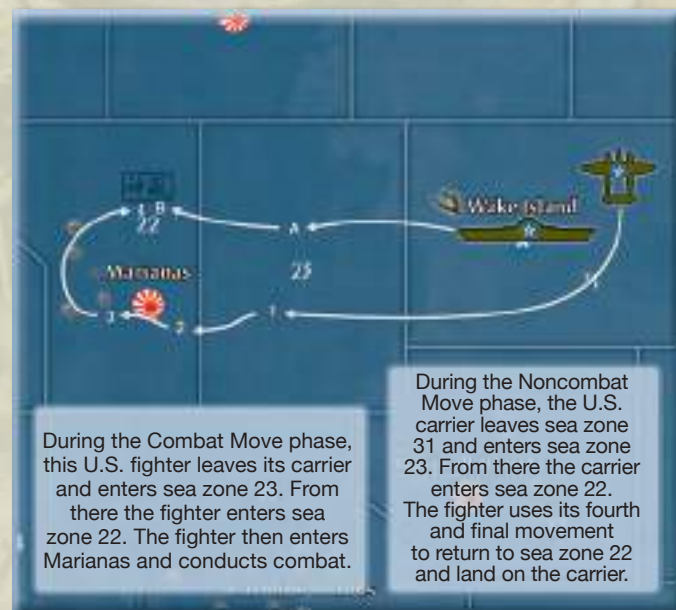 Wake Island
4 B
22
A
Marianas
23
3
2
1
During the Combat Move phase,
this U.S. fighter leaves its carrier
and enters sea zone 23. From
there the fighter enters sea
zone 22. The fighter then enters
Marianas and conducts combat.
During the Noncombat
Move phase, the U.S.
carrier leaves sea zone
31 and enters sea zone
23. From there the carrier
enters sea zone 22.
The fighter uses its fourth
and final movement
to return to sea zone 22
and land on the carrier.